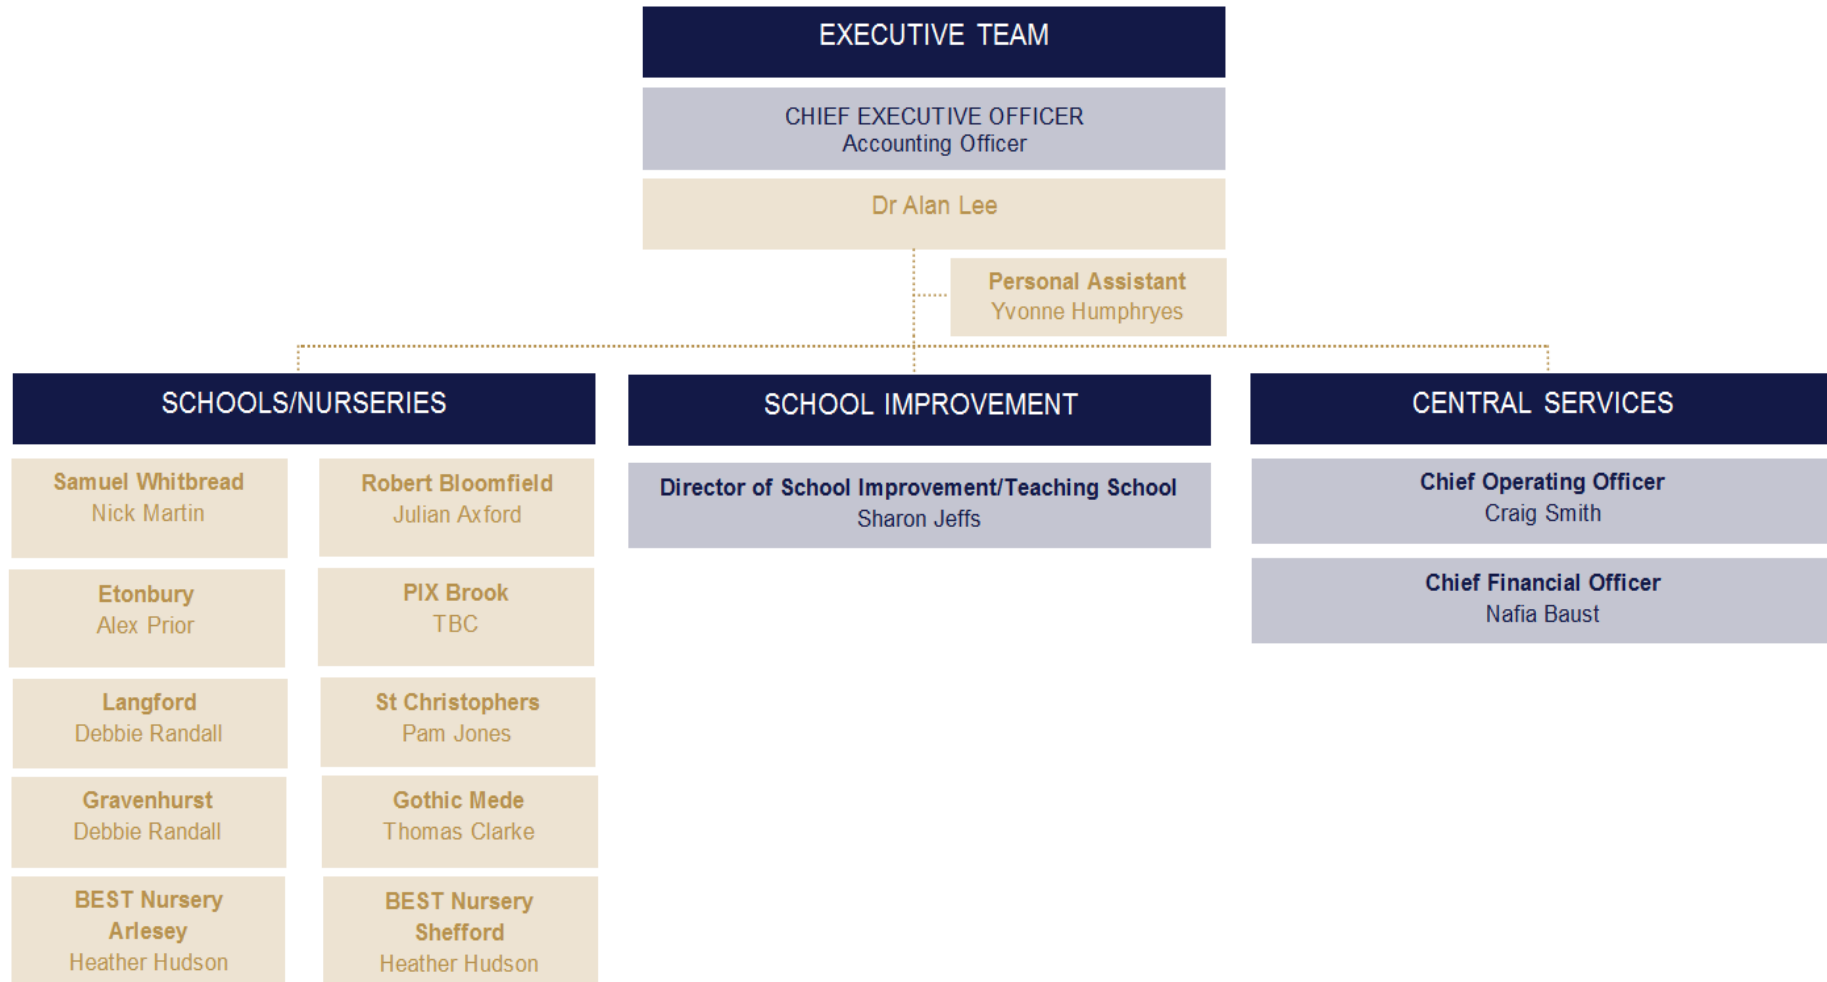 EXECUTIVE TEAM
CHIEF EXECUTIVE OFFICER
Accounting Officer
Dr Alan Lee
Personal Assistant
Yvonne Humphryes
SCHOOLS/NURSERIES
Samuel Whitbread
Nick Martin
Robert Bloomfield
Julian Axford
Etonbury
Alex Prior
PIX Brook
TBC
Langford
Debbie Randall
St Christophers
Pam Jones
Gravenhurst
Debbie Randall
Gothic Mede
Thomas Clarke
BEST Nursery
Arlesey
Heather Hudson
BEST Nursery
Shefford
Heather Hudson
SCHOOL IMPROVEMENT
Director of School Improvement/Teaching School
Sharon Jeffs
CENTRAL SERVICES
Chief Operating Officer
Craig Smith
Chief Financial Officer
Nafia Baust